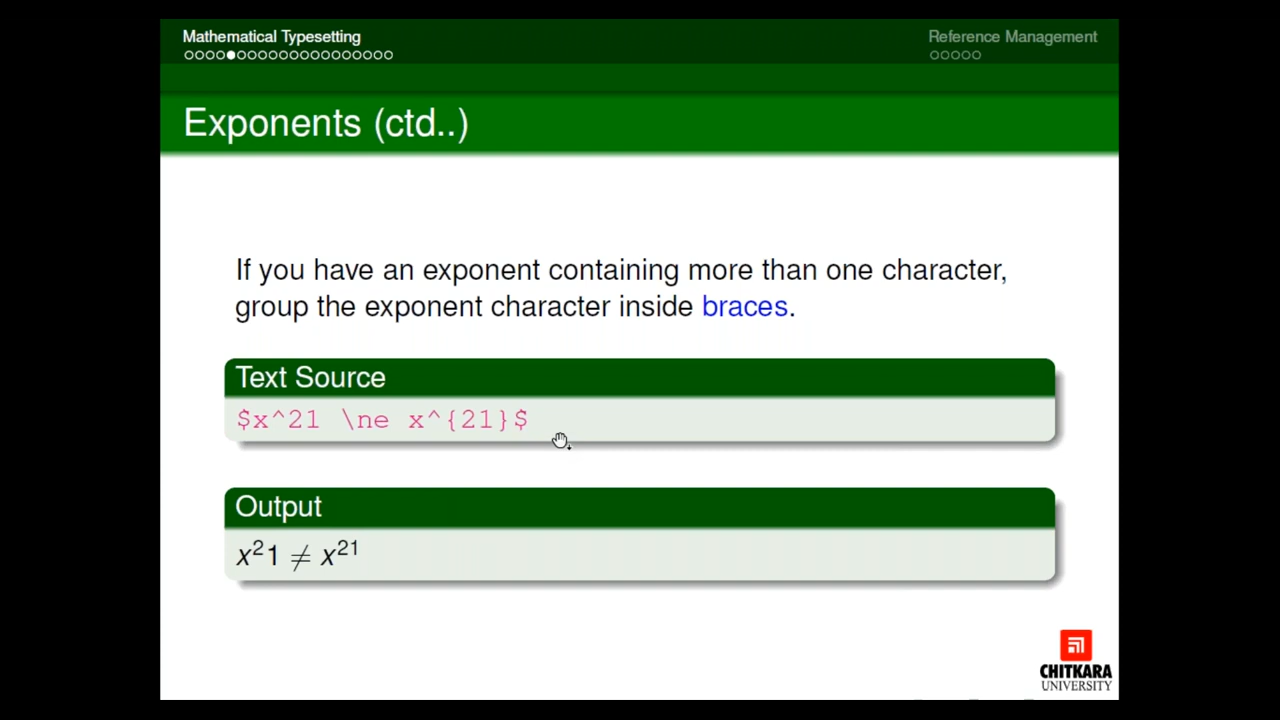 Mathematical Typesetting
Reference Management
Exponents (ctd..)
If you have an exponent containing more than one character,
group the exponent character inside braces.
Text Source
$x^21 \ne x^{21}$
Output
x²1 ≠ x²¹
CHITKARA
UNIVERSITY